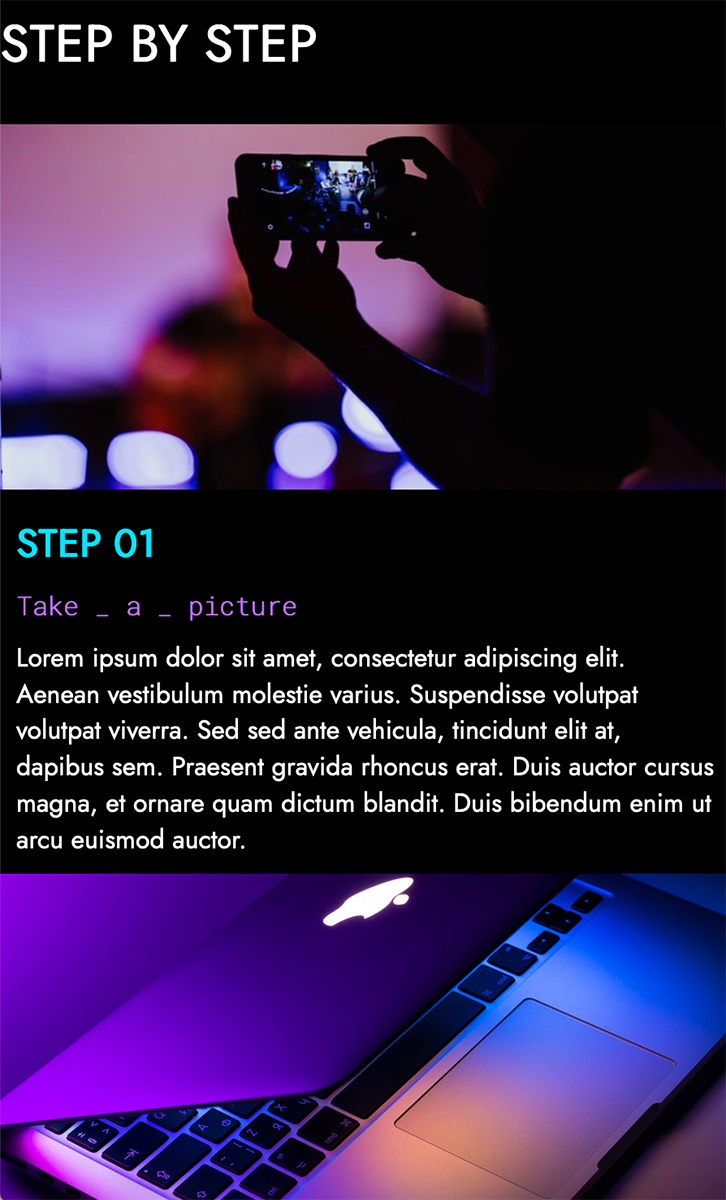 STEP BY STEP
STEP 01
Take _ a _ picture
Lorem ipsum dolor sit amet, consectetur adipiscing elit.
Aenean vestibulum molestie varius. Suspendisse volutpat
volutpat viverra. Sed sed ante vehicula, tincidunt elit at,
dapibus sem. Praesent gravida rhoncus erat. Duis auctor cursus
magna, et ornare quam dictum blandit. Duis bibendum enim ut
arcu euismod auctor.